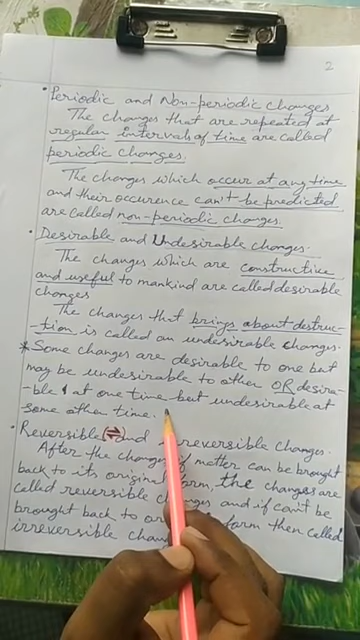 2
• Periodic and Non-periodic changes
The changes that are repeated at
regular intervals of time are called
periodic changes.
The changes which occur at any time
and their occurence can't be predicted
are called non-periodic changes.
• Desirable and Undesirable changes.
The changes which are constructive
and useful to mankind are called desirable
changes
The changes that brings about destruc-
-tion is called an undesirable changes.
* Some changes are desirable to one but
may be undesirable to other OR desira-
-ble at one time but undesirable at
some other time.
• Reversible (⇌) and irreversible changes.
After the change of matter can be brought
back to its original form, the changes are
called reversible changes and if can't be
brought back to form then called
irreversible